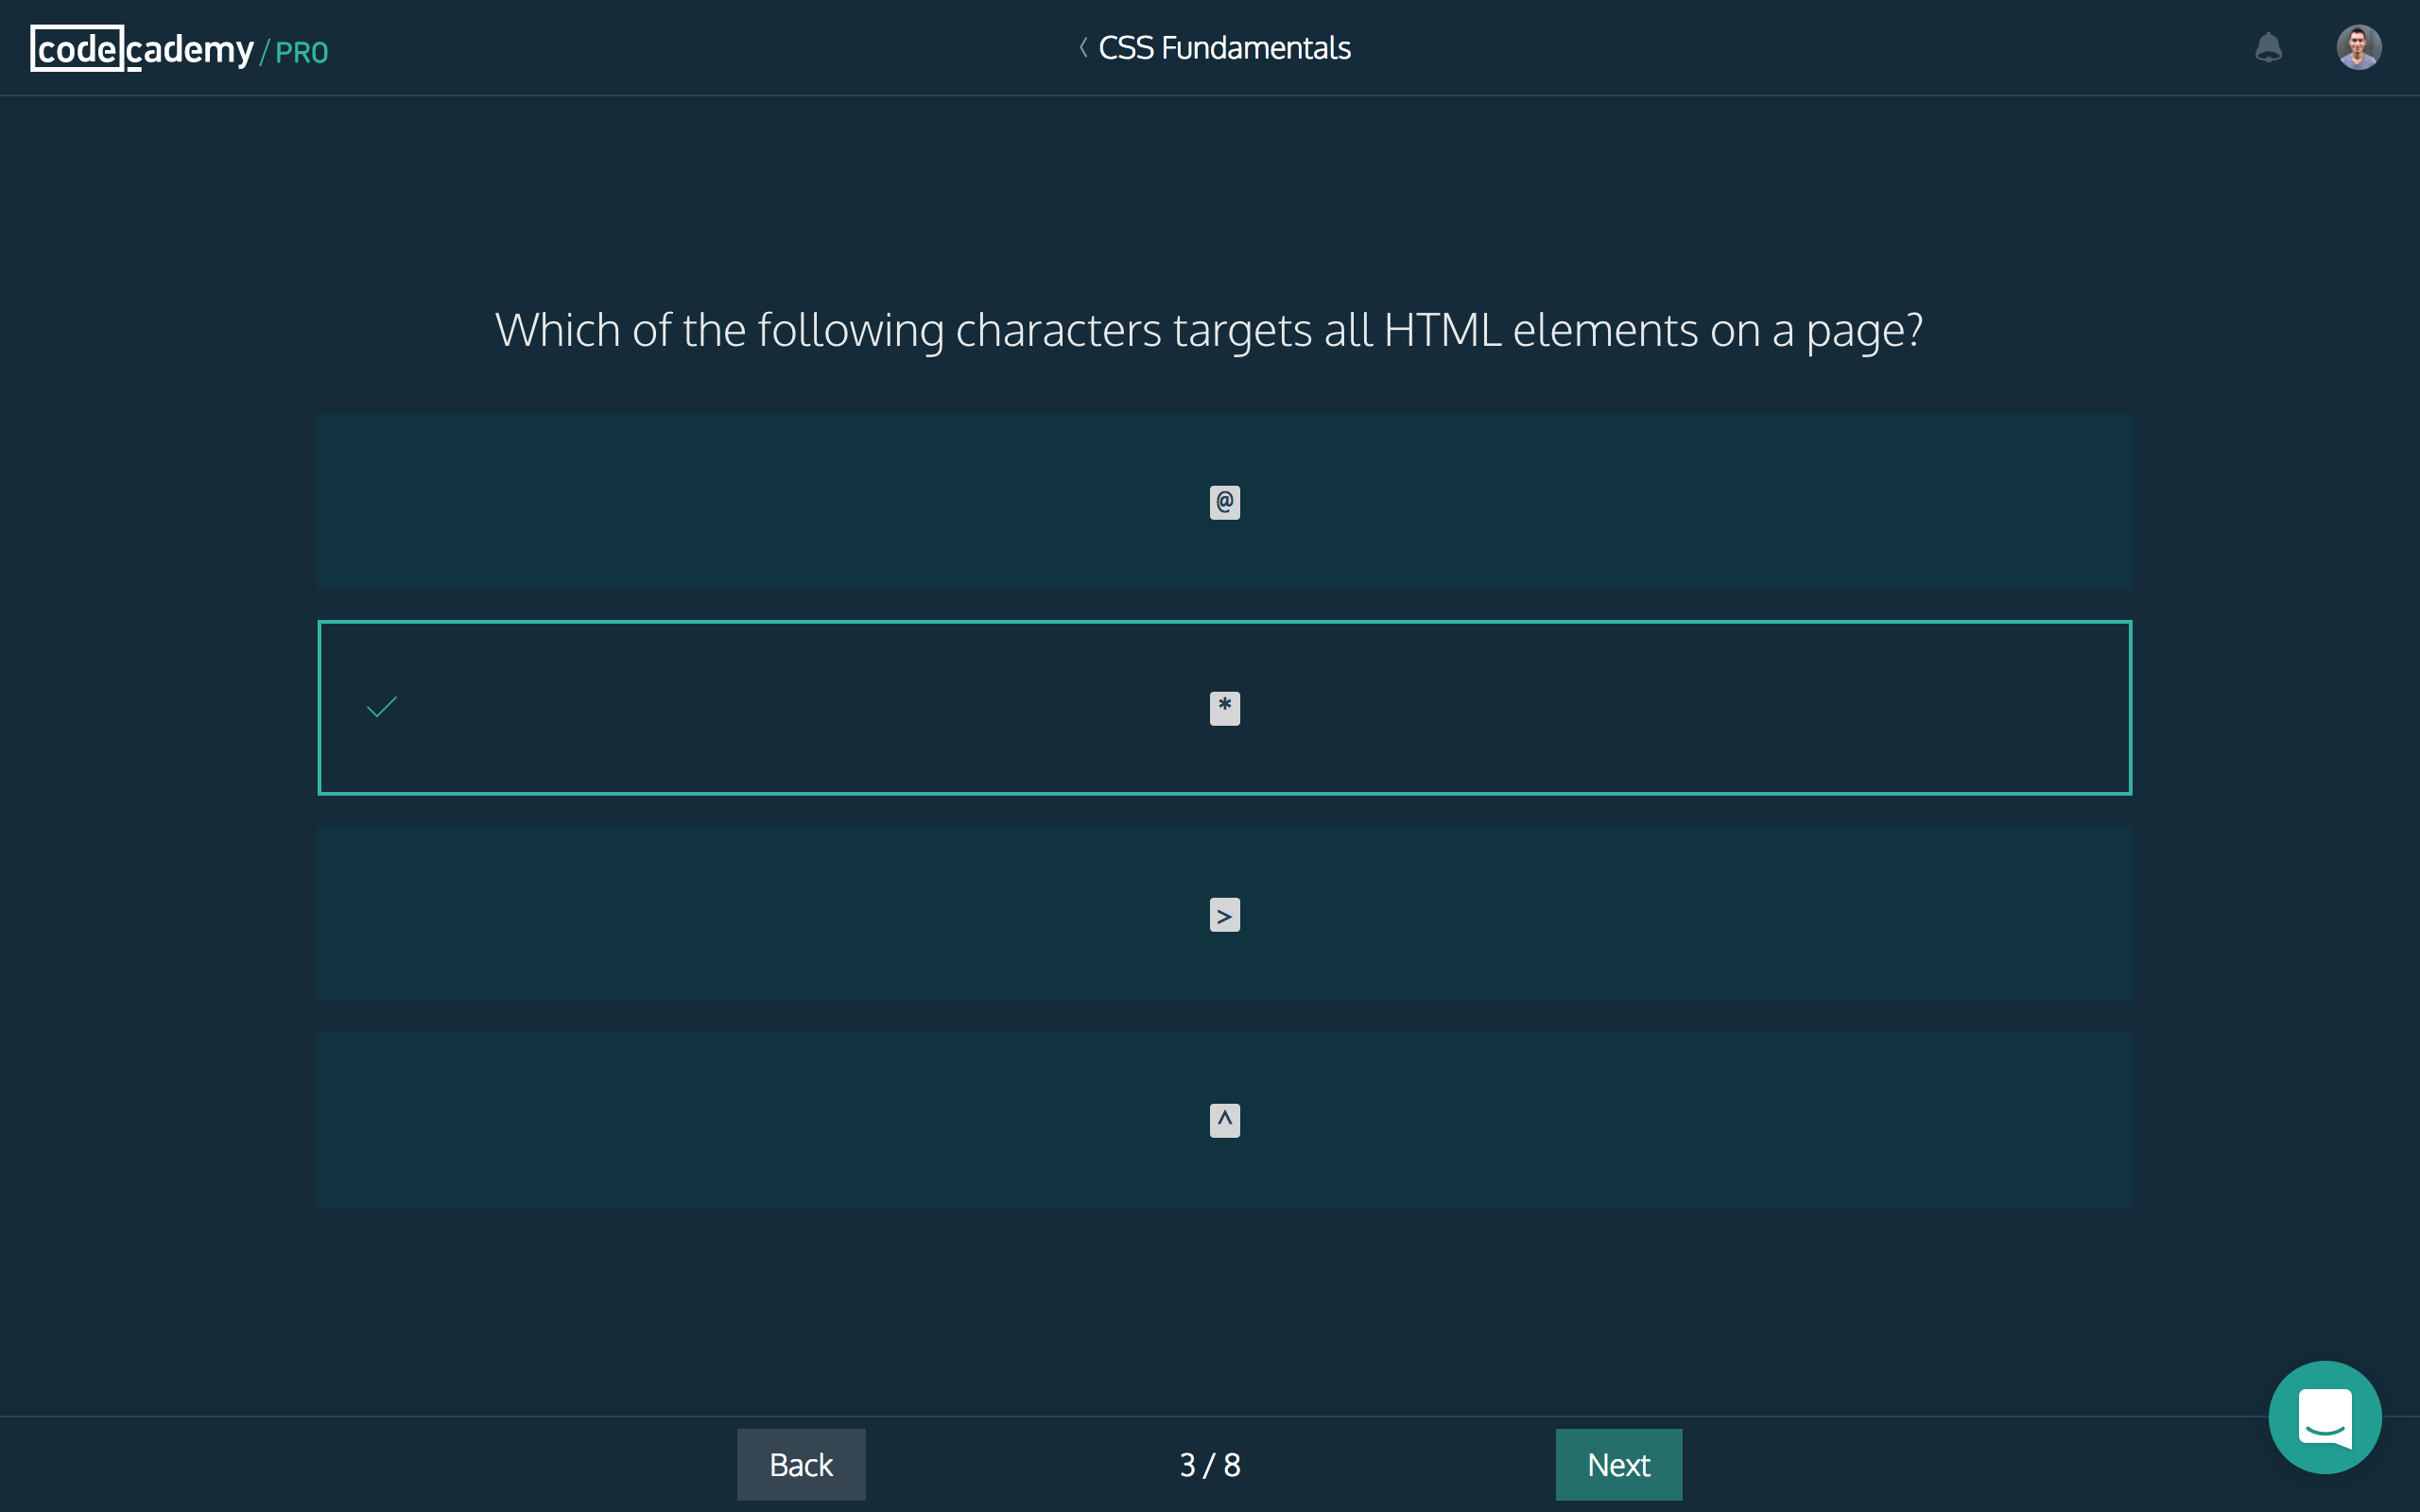 codecademy/PRO
CSS Fundamentals
Which of the following characters targets all HTML elements on a page?
@
*
>
^
Back
3 / 8
Next